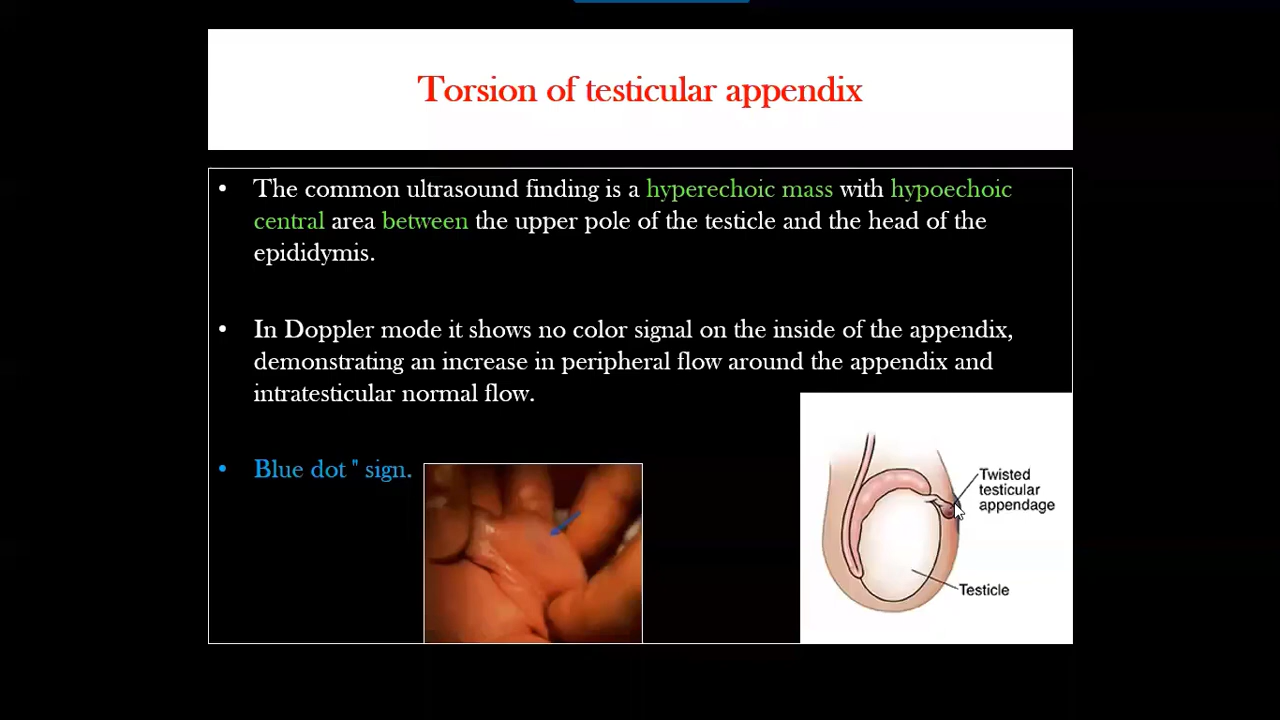 Torsion of testicular appendix
• The common ultrasound finding is a hyperechoic mass with hypoechoic
central area between the upper pole of the testicle and the head of the
epididymis.
• In Doppler mode it shows no color signal on the inside of the appendix,
demonstrating an increase in peripheral flow around the appendix and
intratesticular normal flow.
• Blue dot " sign.
Twisted
testicular
appendage
Testicle